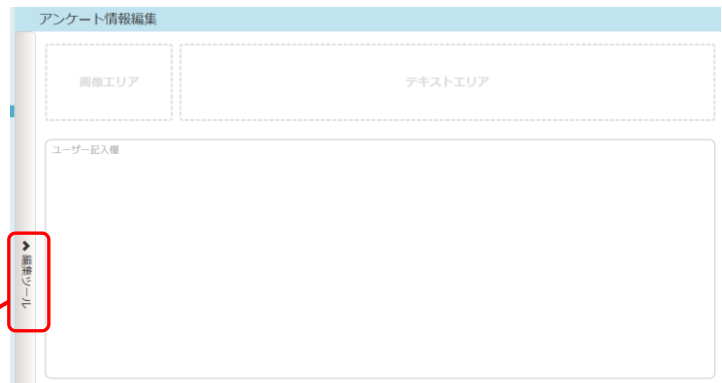 アンケート情報編集
画像エリア
テキストエリア
ユーザー記入欄
編集ツール